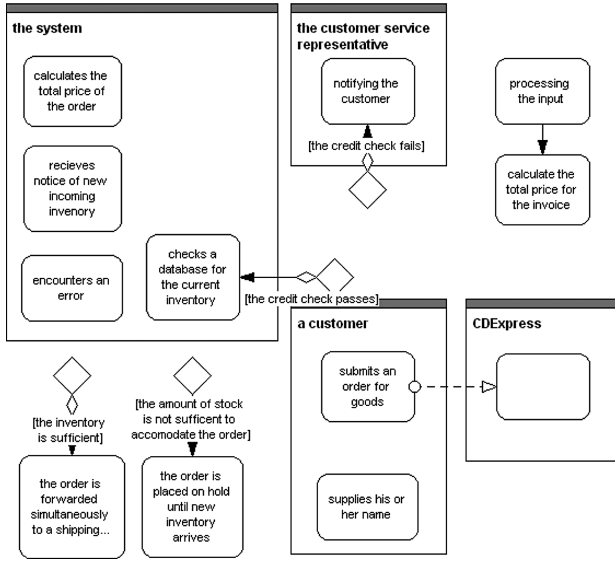 the system
calculates the
total price of
the order
recieves
notice of new
incoming
invenory
encounters an
error
checks a
database for
the current
inventory
the customer service
representative
notifying the
customer
[the credit check fails]
processing
the input
calculate the
total price for
the invoice
[the credit check passes]
a customer
submits an
order for
goods
supplies his or
her name
CDExpress
[the inventory
is sufficient]
the order is
forwarded
simultaneously
to a shipping...
[the amount of stock
is not sufficent to
accomodate the order]
the order is
placed on hold
until new
inventory
arrives